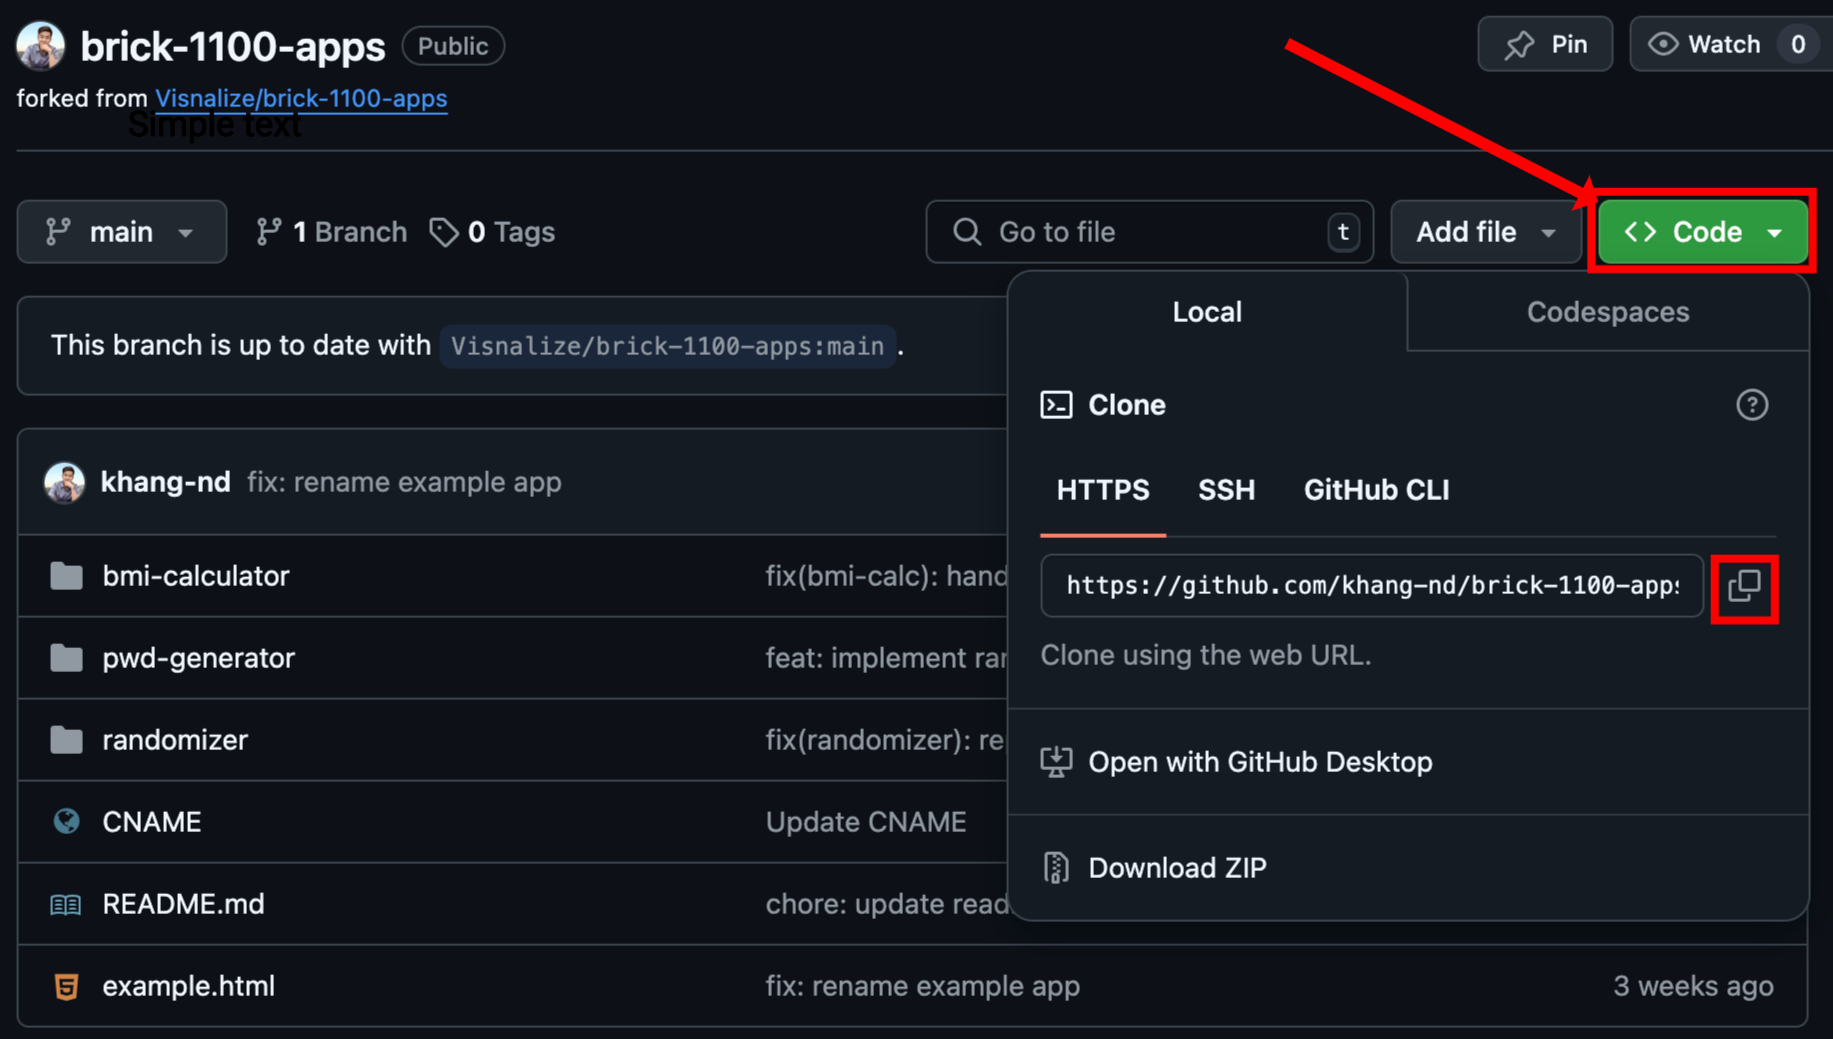 brick-1100-apps Public
Pin
Watch 0
forked from Visnalize/brick-1100-apps
Simple text
main
1 Branch
0 Tags
Go to file t
Add file
<> Code
This branch is up to date with Visnalize/brick-1100-apps:main .
Local
Codespaces
Clone
HTTPS
SSH
GitHub CLI
https://github.com/khang-nd/brick-1100-apps
Clone using the web URL.
Open with GitHub Desktop
Download ZIP
khang-nd fix: rename example app
bmi-calculator fix(bmi-calc): hand
pwd-generator feat: implement rar
randomizer fix(randomizer): re
CNAME Update CNAME
README.md chore: update read
example.html fix: rename example app 3 weeks ago